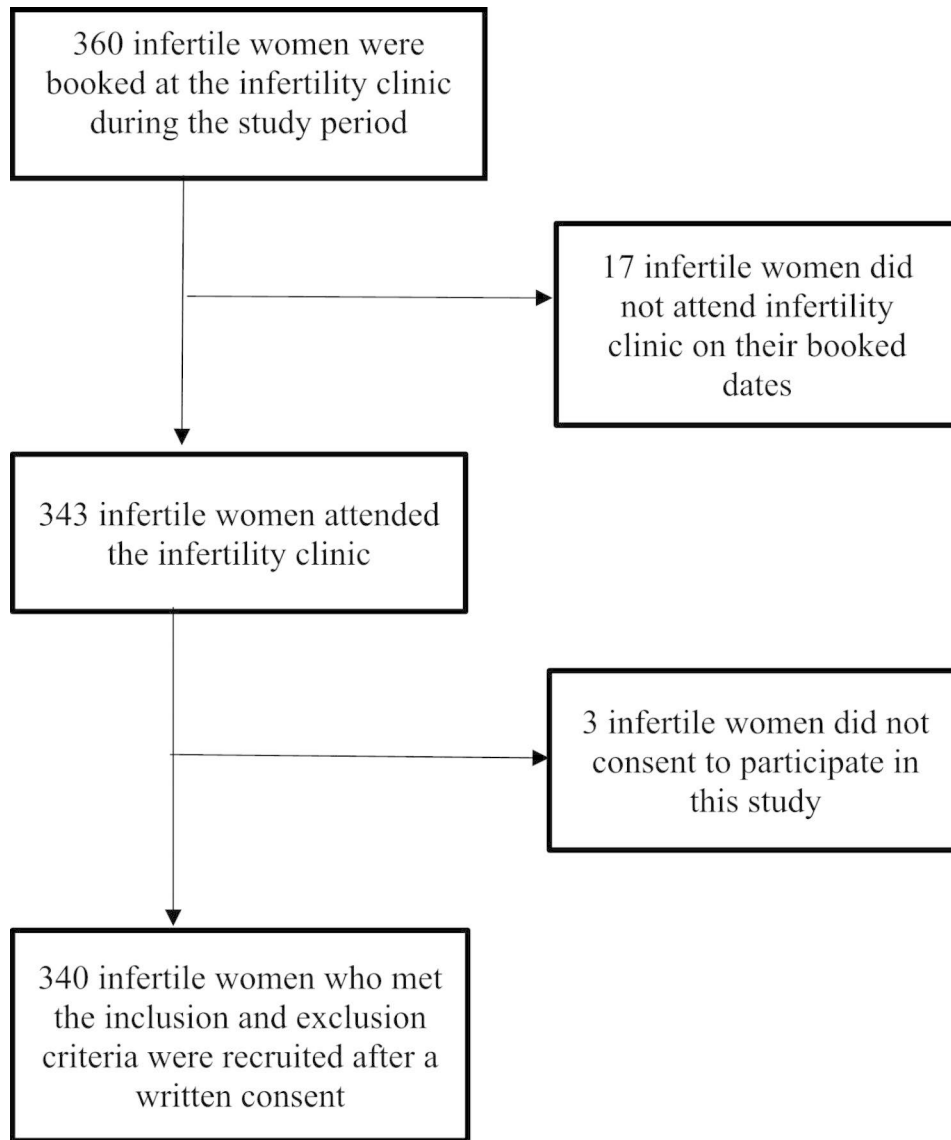 360 infertile women were
booked at the infertility clinic
during the study period
17 infertile women did
not attend infertility
clinic on their booked
dates
343 infertile women attended
the infertility clinic
3 infertile women did not
consent to participate in
this study
340 infertile women who met
the inclusion and exclusion
criteria were recruited after a
written consent